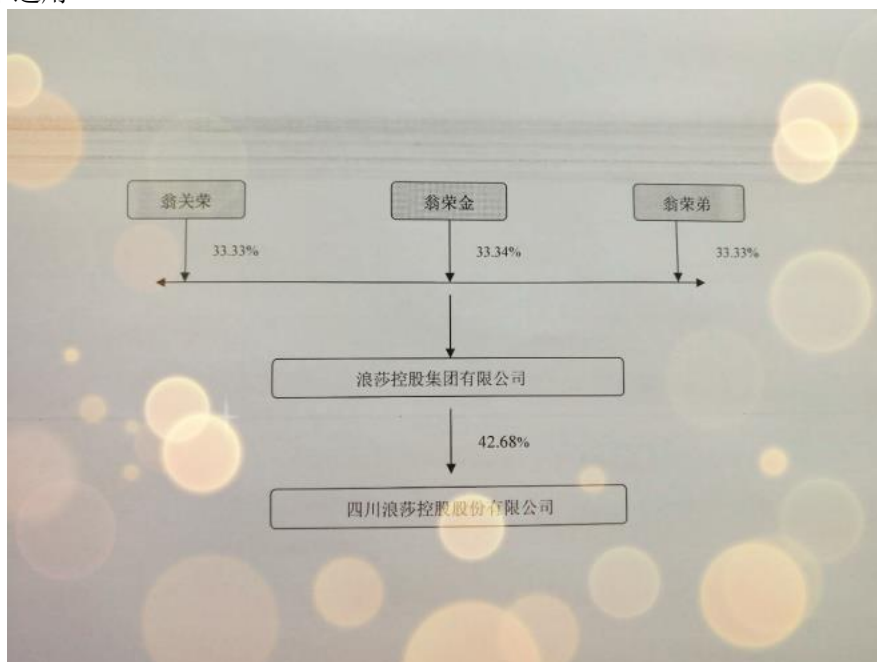 翁关荣
翁荣金
翁荣弟
33.33%
33.34%
33.33%
浪莎控股集团有限公司
42.68%
四川浪莎控股股份有限公司